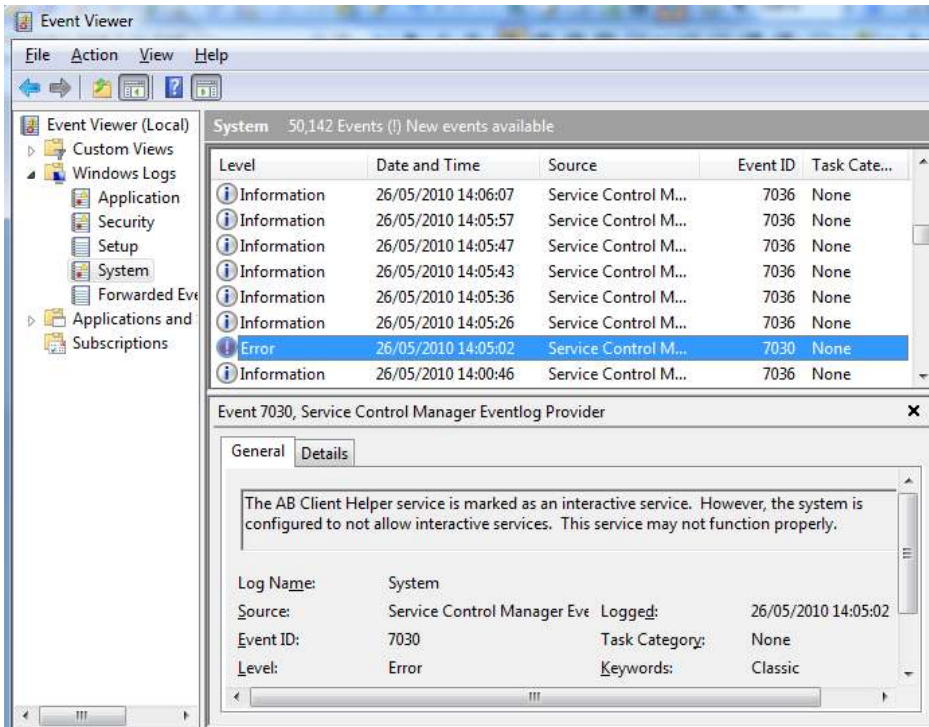 Event Viewer
File Action View Help
Event Viewer (Local)
Custom Views
Windows Logs
Application
Security
Setup
System
Forwarded Eve
Applications and
Subscriptions
System 50,142 Events (!) New events available
Level Date and Time Source Event ID Task Cate...
Information 26/05/2010 14:06:07 Service Control M... 7036 None
Information 26/05/2010 14:05:57 Service Control M... 7036 None
Information 26/05/2010 14:05:47 Service Control M... 7036 None
Information 26/05/2010 14:05:43 Service Control M... 7036 None
Information 26/05/2010 14:05:36 Service Control M... 7036 None
Information 26/05/2010 14:05:26 Service Control M... 7036 None
Error 26/05/2010 14:05:02 Service Control M... 7030 None
Information 26/05/2010 14:00:46 Service Control M... 7036 None
Event 7030, Service Control Manager Eventlog Provider
General Details
The AB Client Helper service is marked as an interactive service. However, the system is
configured to not allow interactive services. This service may not function properly.
Log Name: System
Source: Service Control Manager Eve Logged: 26/05/2010 14:05:02
Event ID: 7030 Task Category: None
Level: Error Keywords: Classic